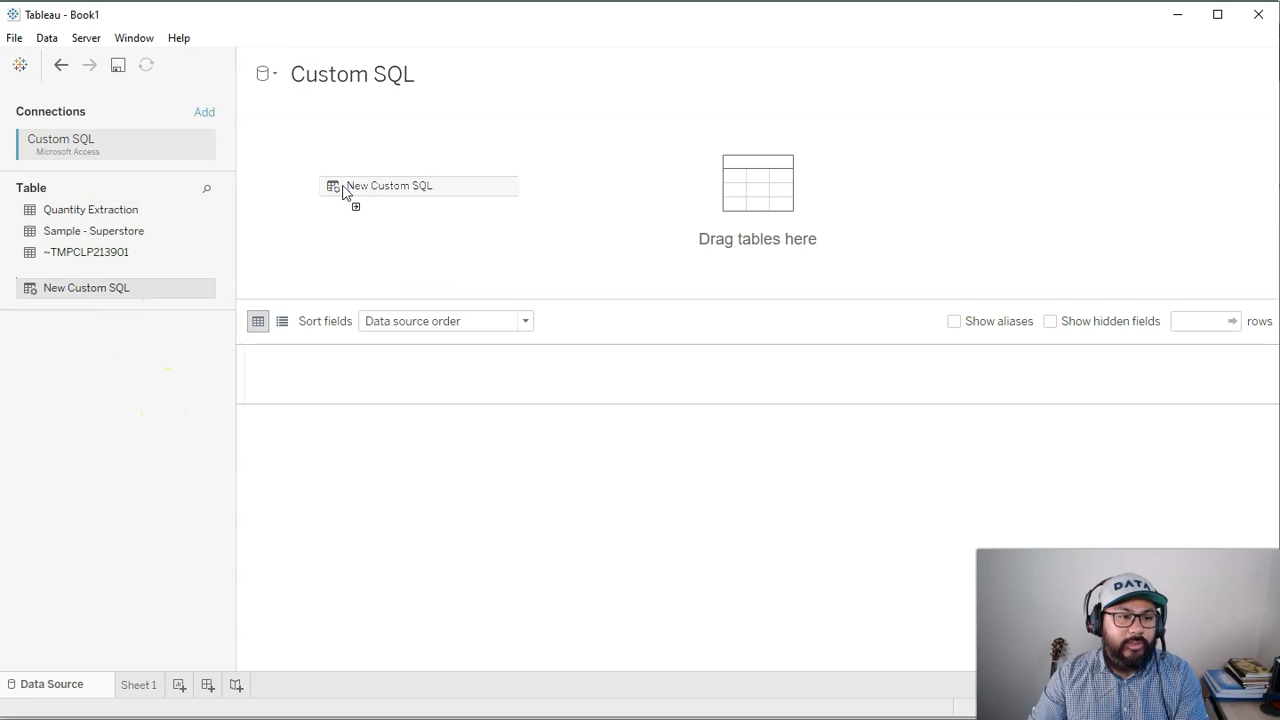 Tableau - Book1
File Data Server Window Help
Custom SQL
Connections Add
Custom SQL
Microsoft Access
Table
Quantity Extraction
Sample - Superstore
~TMPCLP213901
New Custom SQL
New Custom SQL
Drag tables here
Sort fields Data source order Show aliases Show hidden fields rows
Data Source Sheet 1
DATA